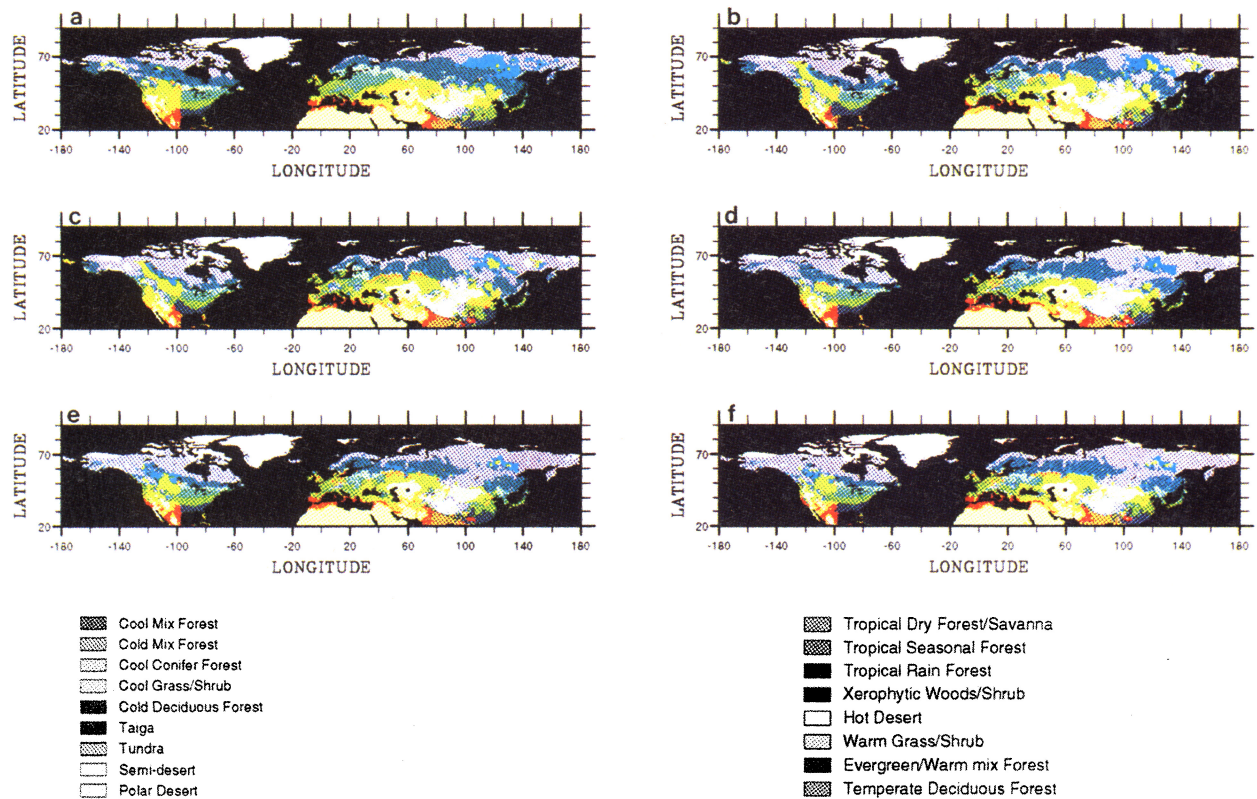 a
b
LATITUDE
70
20
-180 -140 -100 -60 -20 20 60 100 140 180
LONGITUDE
LATITUDE
70
20
-180 -140 -100 -60 -20 20 60 100 140 180
LONGITUDE
c
d
LATITUDE
70
20
-180 -140 -100 -60 -20 20 60 100 140 180
LONGITUDE
LATITUDE
70
20
-180 -140 -100 -60 -20 20 60 100 140 180
LONGITUDE
e
f
LATITUDE
70
20
-180 -140 -100 -60 -20 20 60 100 140 180
LONGITUDE
LATITUDE
70
20
-180 -140 -100 -60 -20 20 60 100 140 180
LONGITUDE
Cool Mix Forest
Cold Mix Forest
Cool Conifer Forest
Cool Grass/Shrub
Cold Deciduous Forest
Taiga
Tundra
Semi-desert
Polar Desert
Tropical Dry Forest/Savanna
Tropical Seasonal Forest
Tropical Rain Forest
Xerophytic Woods/Shrub
Hot Desert
Warm Grass/Shrub
Evergreen/Warm mix Forest
Temperate Deciduous Forest